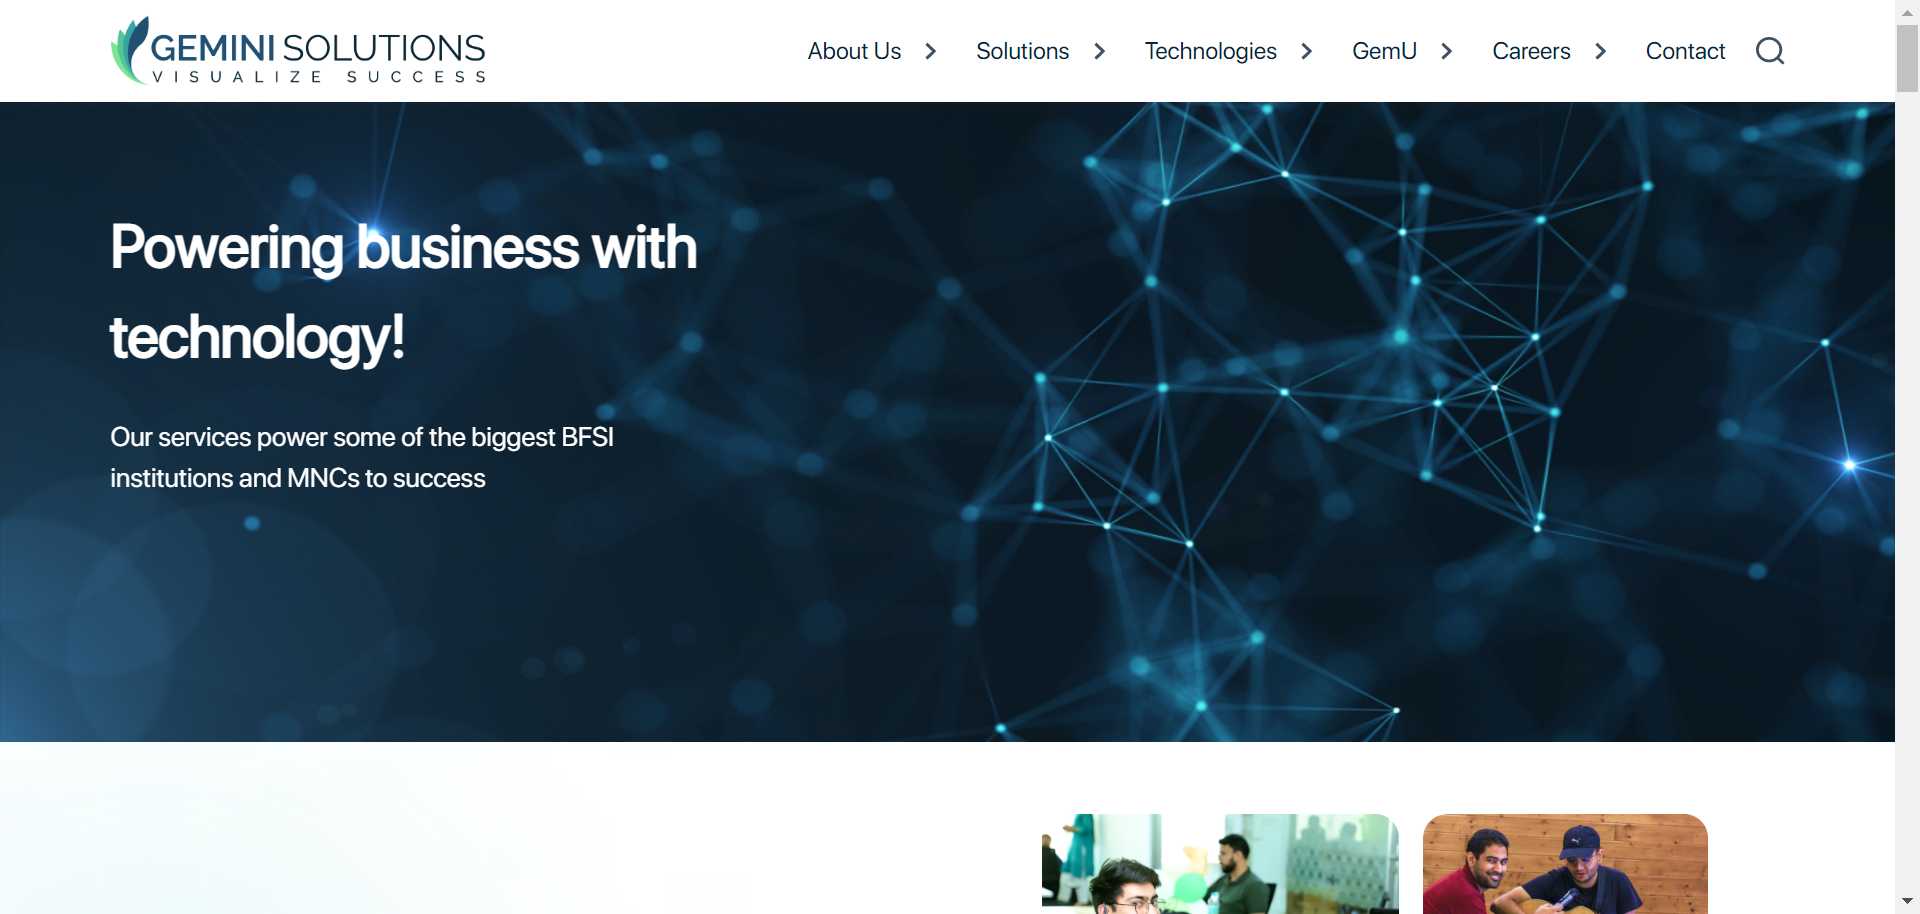 GEMINI SOLUTIONS
VISUALIZE SUCCESS
About Us
Solutions
Technologies
GemU
Careers
Contact
Powering business with
technology!
Our services power some of the biggest BFSI
institutions and MNCs to success